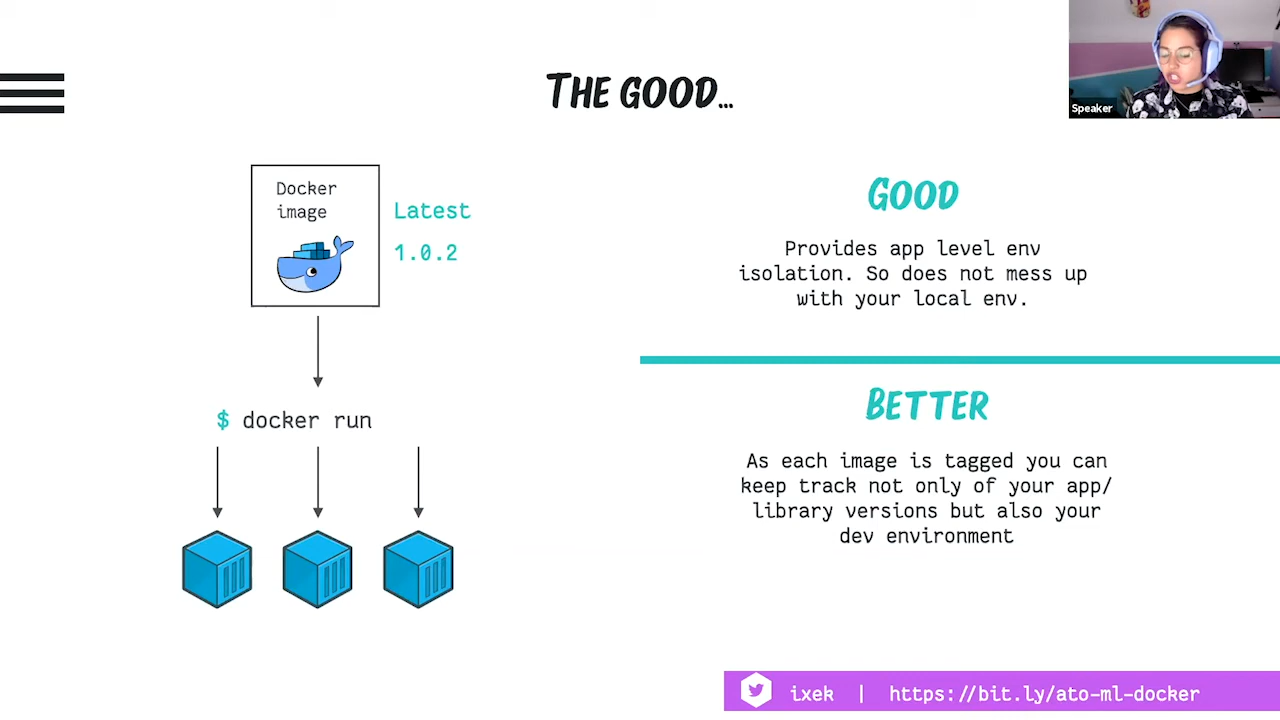 THE GOOD...
Speaker
Docker
image
Latest
1.0.2
$ docker run
GOOD
Provides app level env
isolation. So does not mess up
with your local env.
BETTER
As each image is tagged you can
keep track not only of your app/
library versions but also your
dev environment
ixek | https://bit.ly/ato-ml-docker